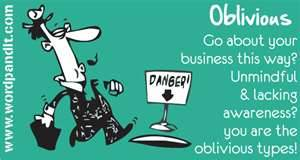 www.wordpandit.com
DANGER!
Oblivious
Go about your
business this way?
Unmindful
& lacking
awareness?
you are the
oblivious types!